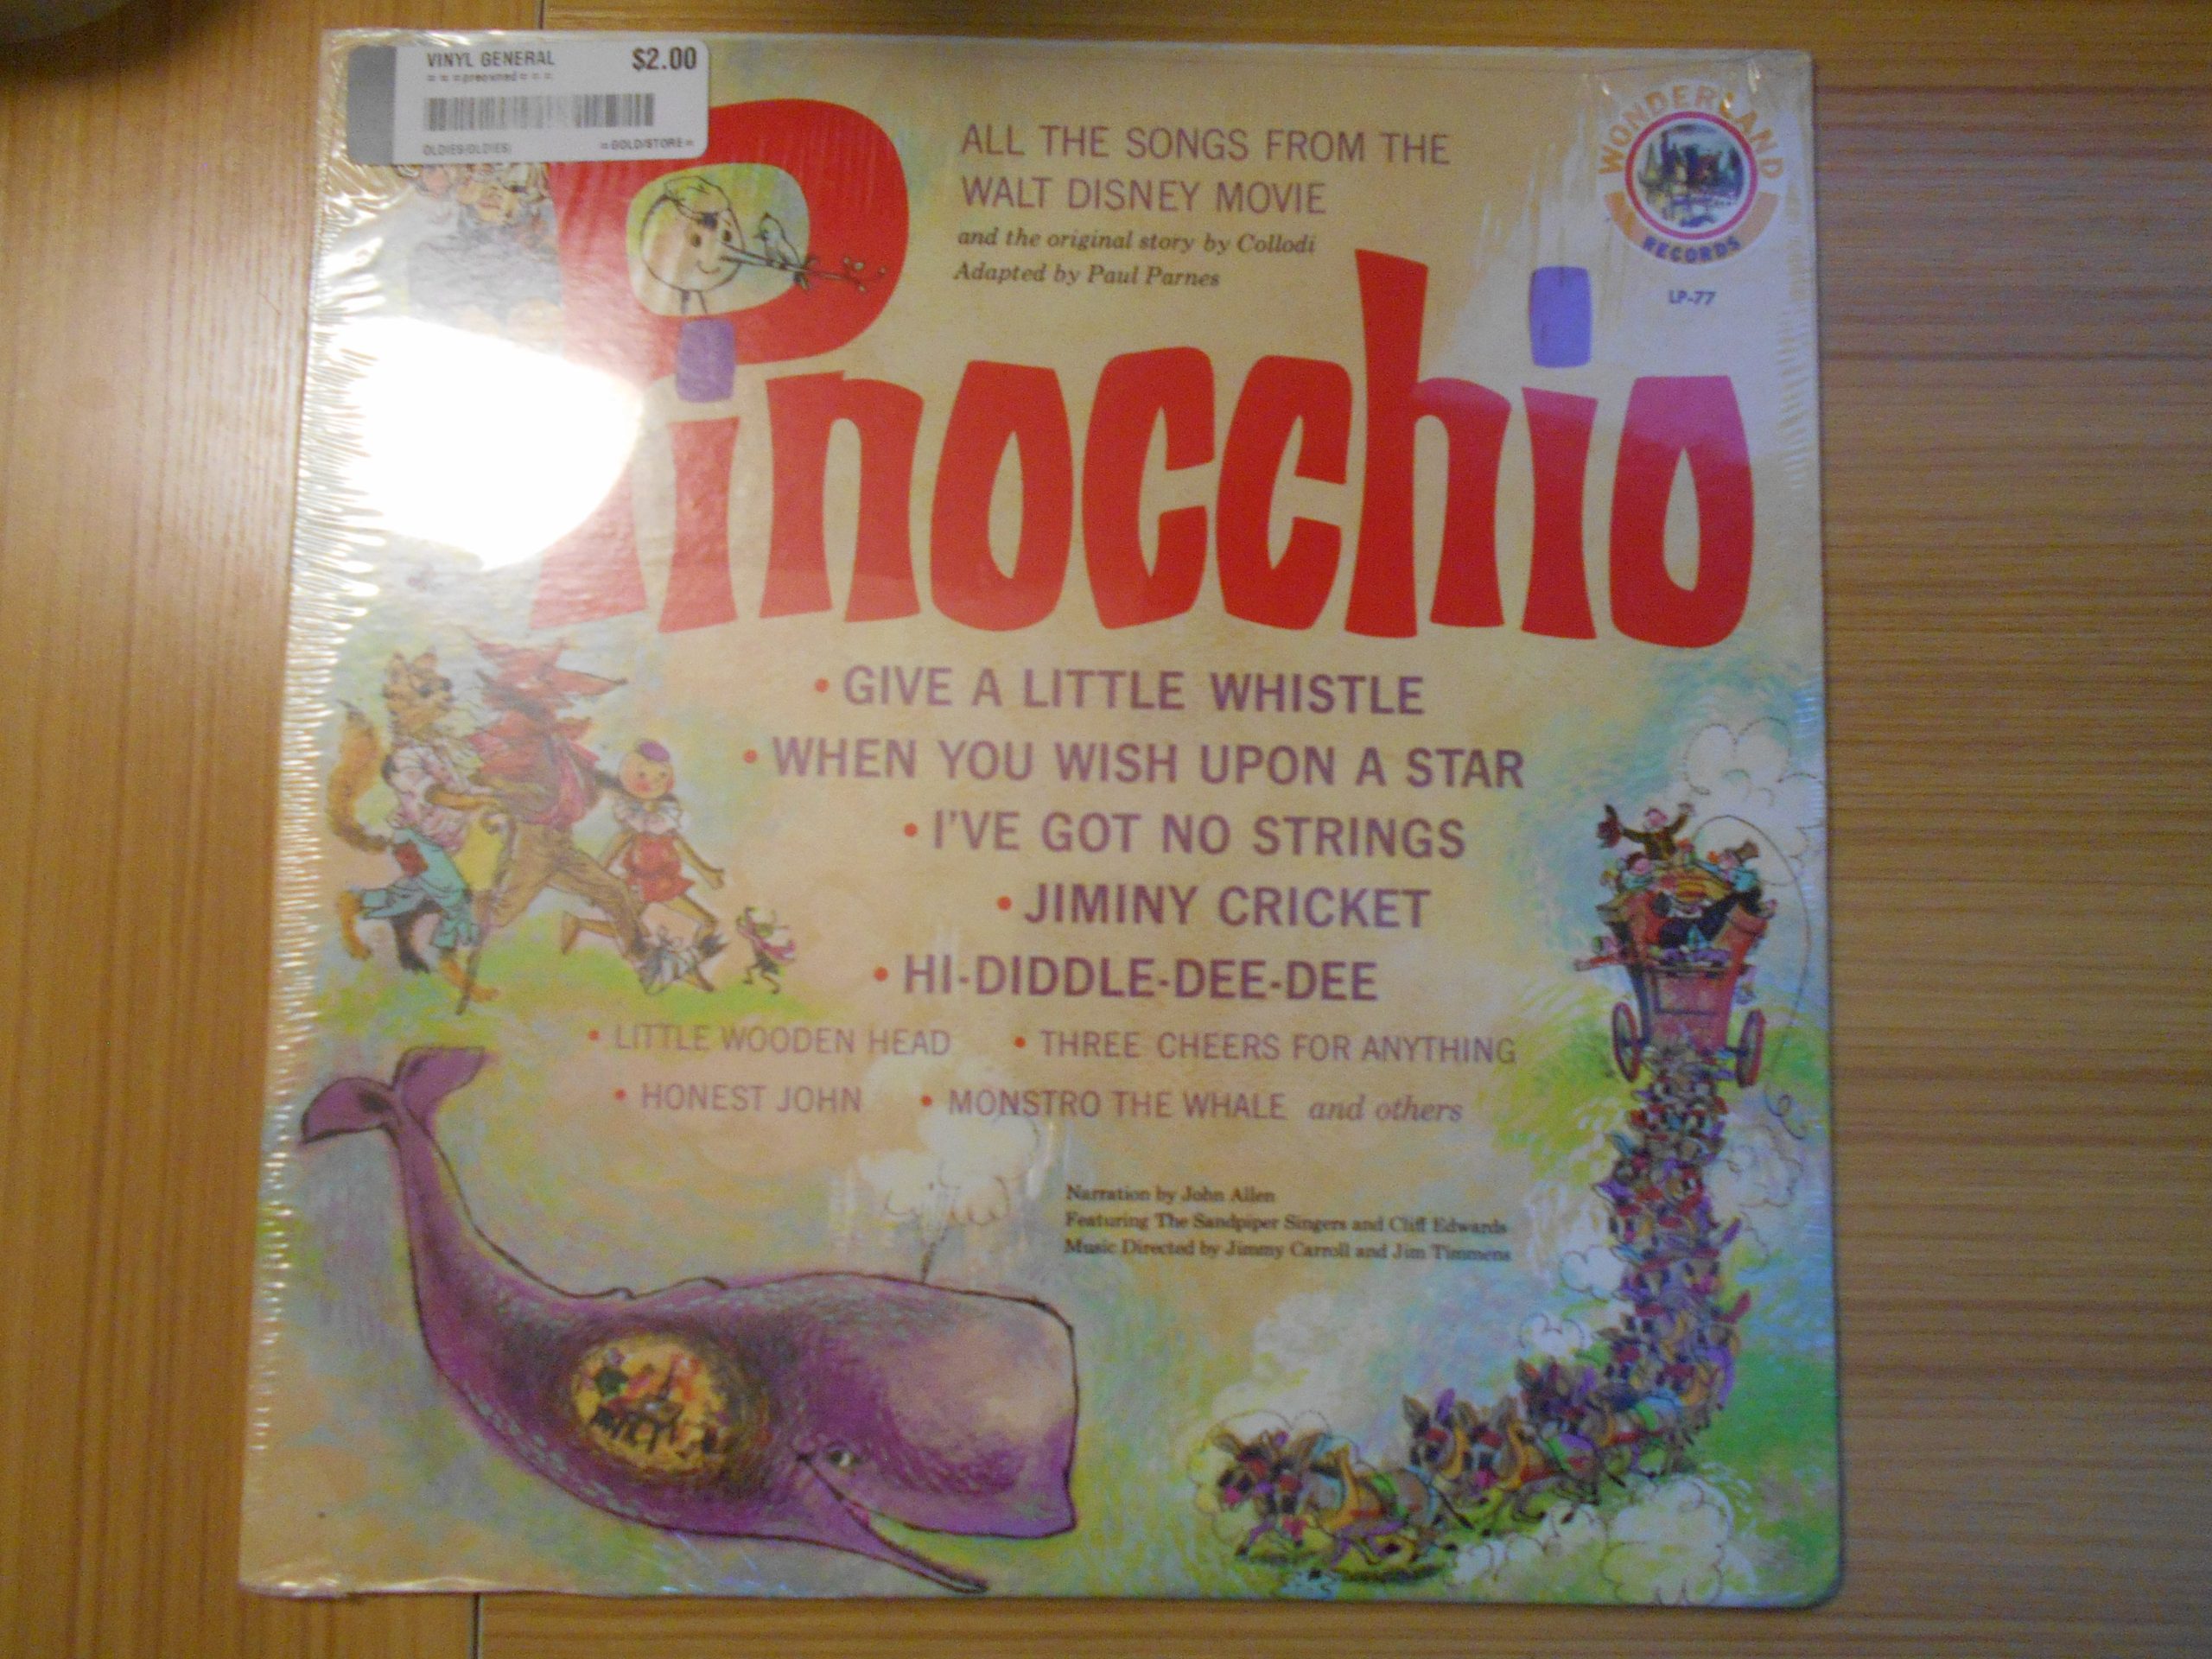 VINYL GENERAL $2.00
= = =preowned= = =
OLDIES(OLDIES) =GOLD/STORE=
ALL THE SONGS FROM THE
WALT DISNEY MOVIE
and the original story by Collodi
Adapted by Paul Parnes
WONDERLAND
RECORDS
LP-77
Pinocchio
• GIVE A LITTLE WHISTLE
• WHEN YOU WISH UPON A STAR
• I'VE GOT NO STRINGS
• JIMINY CRICKET
• HI-DIDDLE-DEE-DEE
• LITTLE WOODEN HEAD • THREE CHEERS FOR ANYTHING
• HONEST JOHN • MONSTRO THE WHALE and others
Narration by John Allen
Featuring The Sandpiper Singers and Cliff Edwards
Music Directed by Jimmy Carroll and Jim Timmens